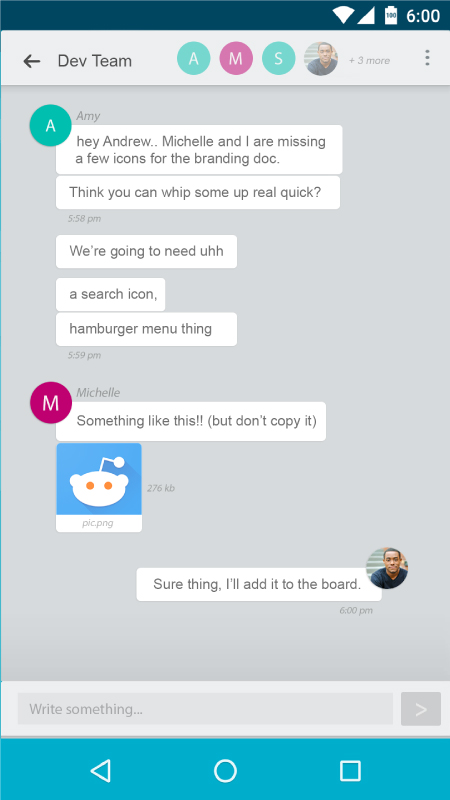 100
6:00
Dev Team
A
M
S
+ 3 more
Amy
A
hey Andrew.. Michelle and I are missing
a few icons for the branding doc.
Think you can whip some up real quick?
5:58 pm
We're going to need uhh
a search icon,
hamburger menu thing
5:59 pm
Michelle
M
Something like this!! (but don't copy it)
276 kb
pic.png
Sure thing, I'll add it to the board.
6:00 pm
Write something...
>